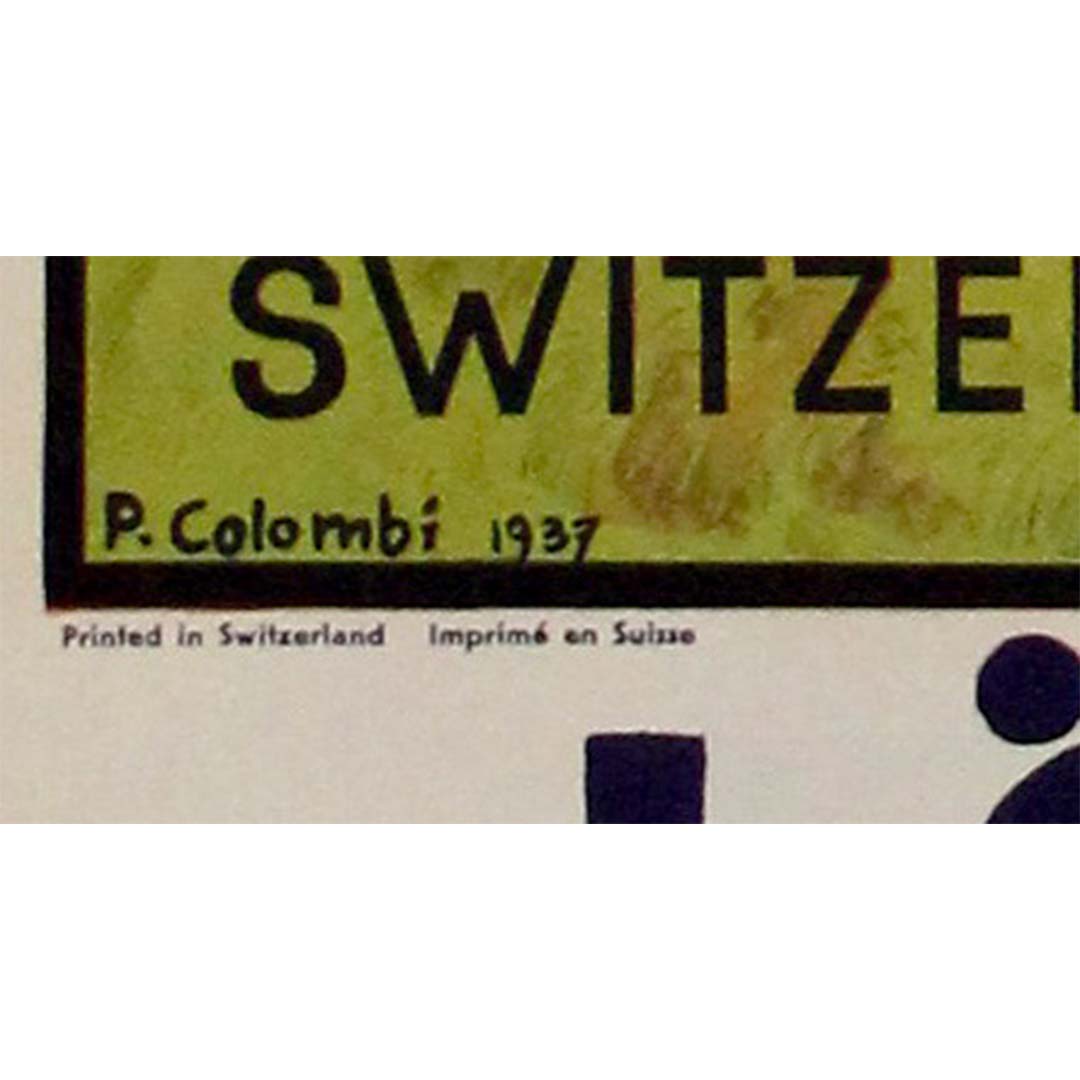 SWITZE
P. Colombi 1937
Printed in Switzerland Imprimé en Suisse